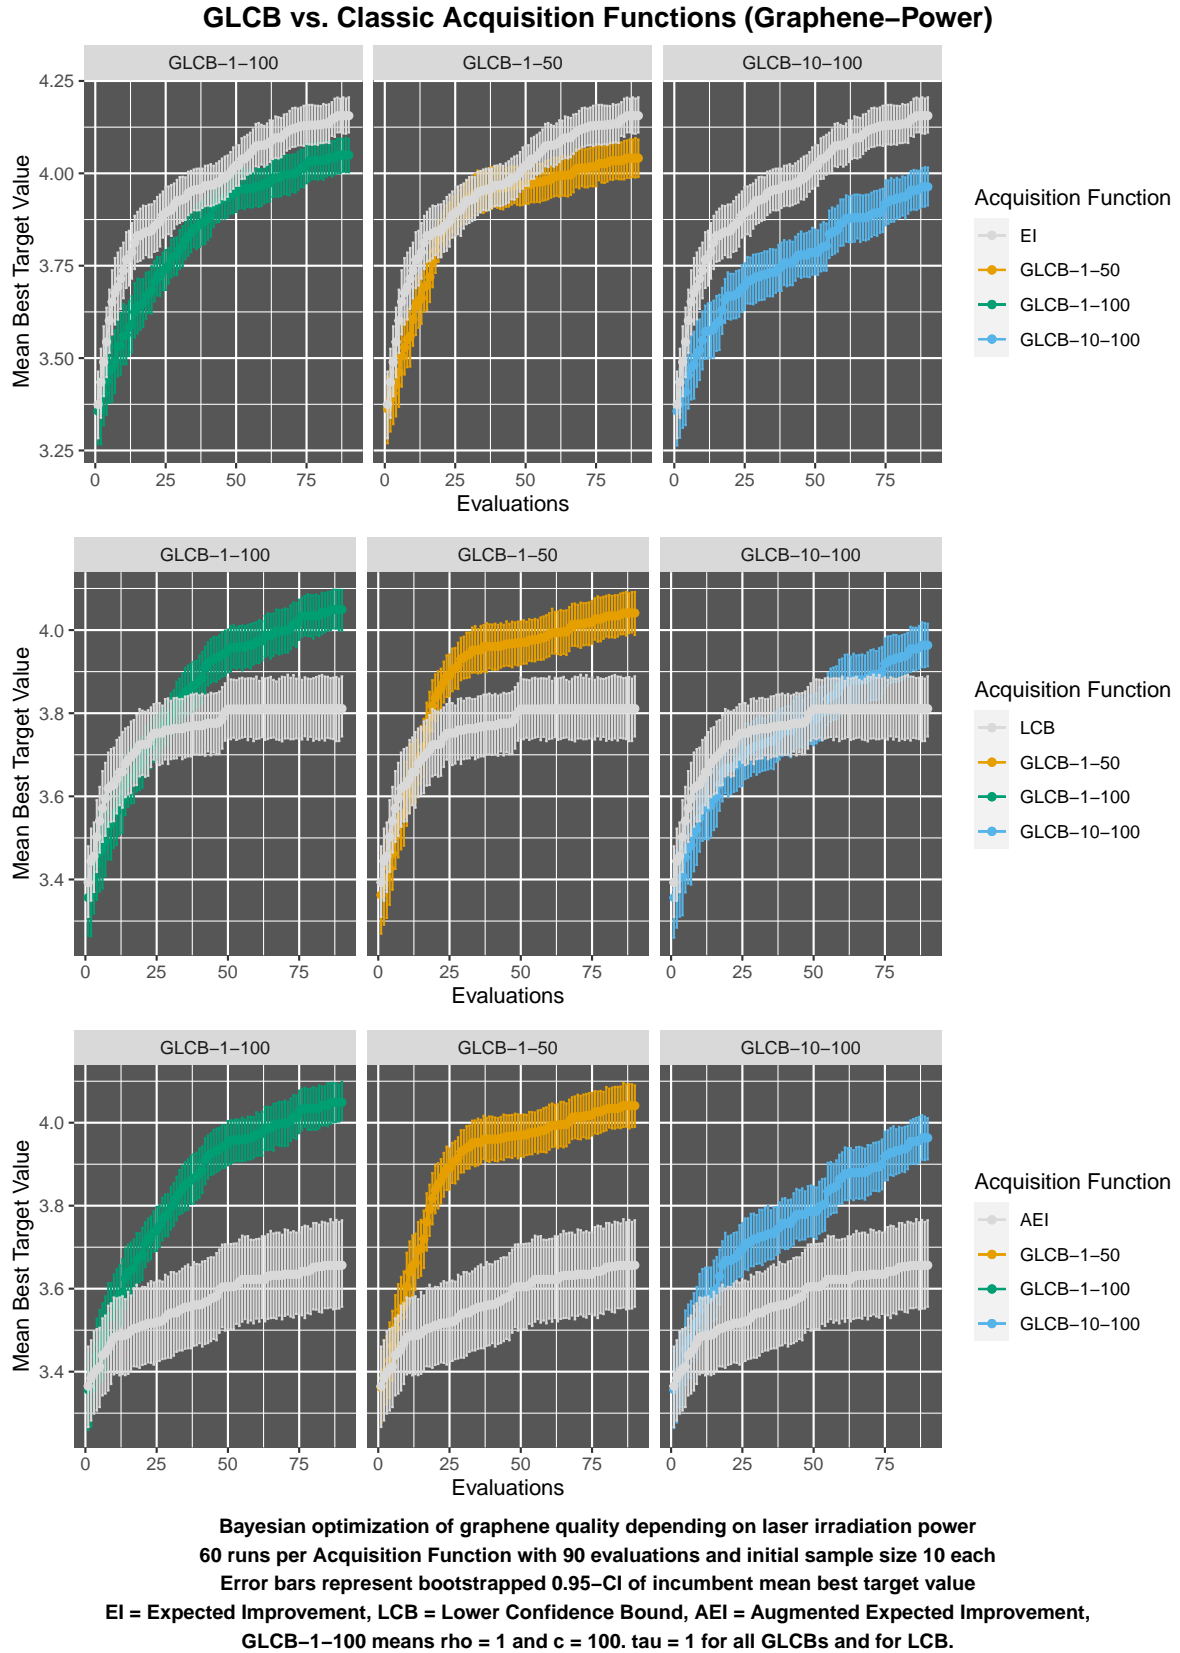 GLCB vs. Classic Acquisition Functions (Graphene−Power)
GLCB−1−100
GLCB−1−50
GLCB−10−100
4.25
4.00
3.75
3.50
3.25
Mean Best Target Value
0 25 50 75
0 25 50 75
0 25 50 75
Evaluations
Acquisition Function
EI
GLCB−1−50
GLCB−1−100
GLCB−10−100
GLCB−1−100
GLCB−1−50
GLCB−10−100
4.0
3.8
3.6
3.4
Mean Best Target Value
0 25 50 75
0 25 50 75
0 25 50 75
Evaluations
Acquisition Function
LCB
GLCB−1−50
GLCB−1−100
GLCB−10−100
GLCB−1−100
GLCB−1−50
GLCB−10−100
4.0
3.8
3.6
3.4
Mean Best Target Value
0 25 50 75
0 25 50 75
0 25 50 75
Evaluations
Acquisition Function
AEI
GLCB−1−50
GLCB−1−100
GLCB−10−100
Bayesian optimization of graphene quality depending on laser irradiation power
60 runs per Acquisition Function with 90 evaluations and initial sample size 10 each
Error bars represent bootstrapped 0.95−CI of incumbent mean best target value
EI = Expected Improvement, LCB = Lower Confidence Bound, AEI = Augmented Expected Improvement,
GLCB−1−100 means rho = 1 and c = 100. tau = 1 for all GLCBs and for LCB.